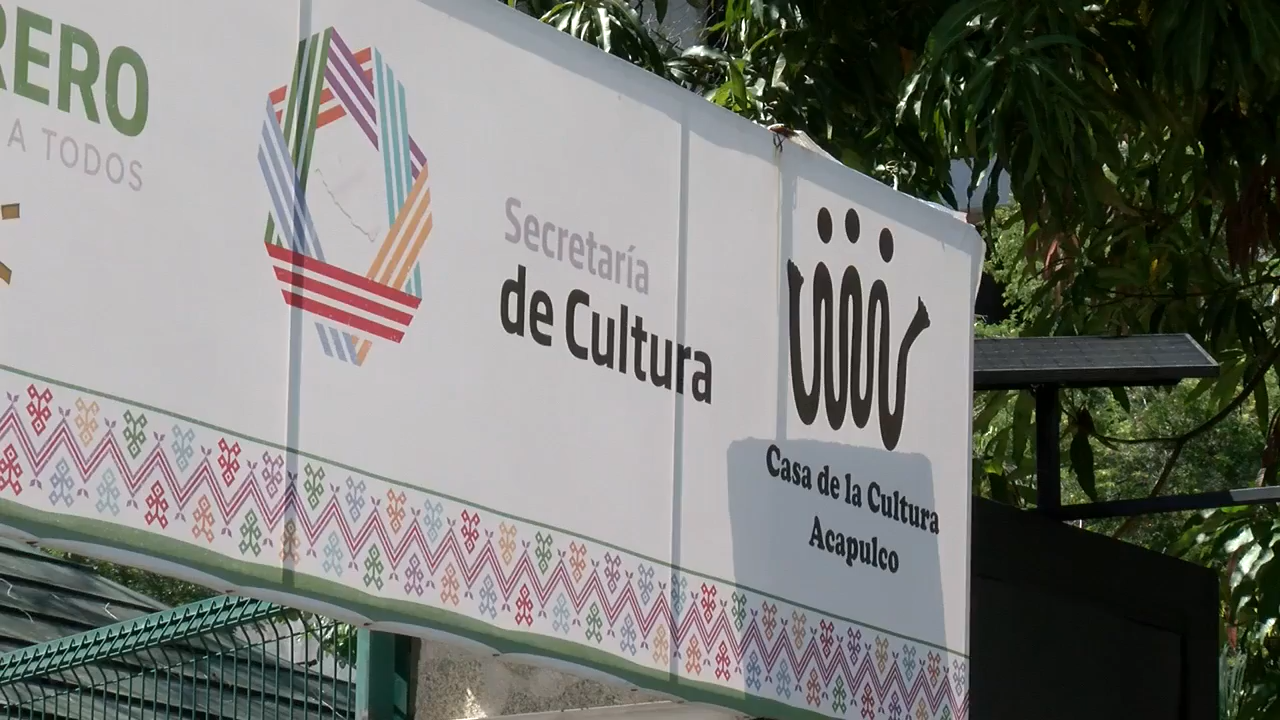 RERO
A TODOS
Secretaría
de Cultura
Casa de la Cultura
Acapulco